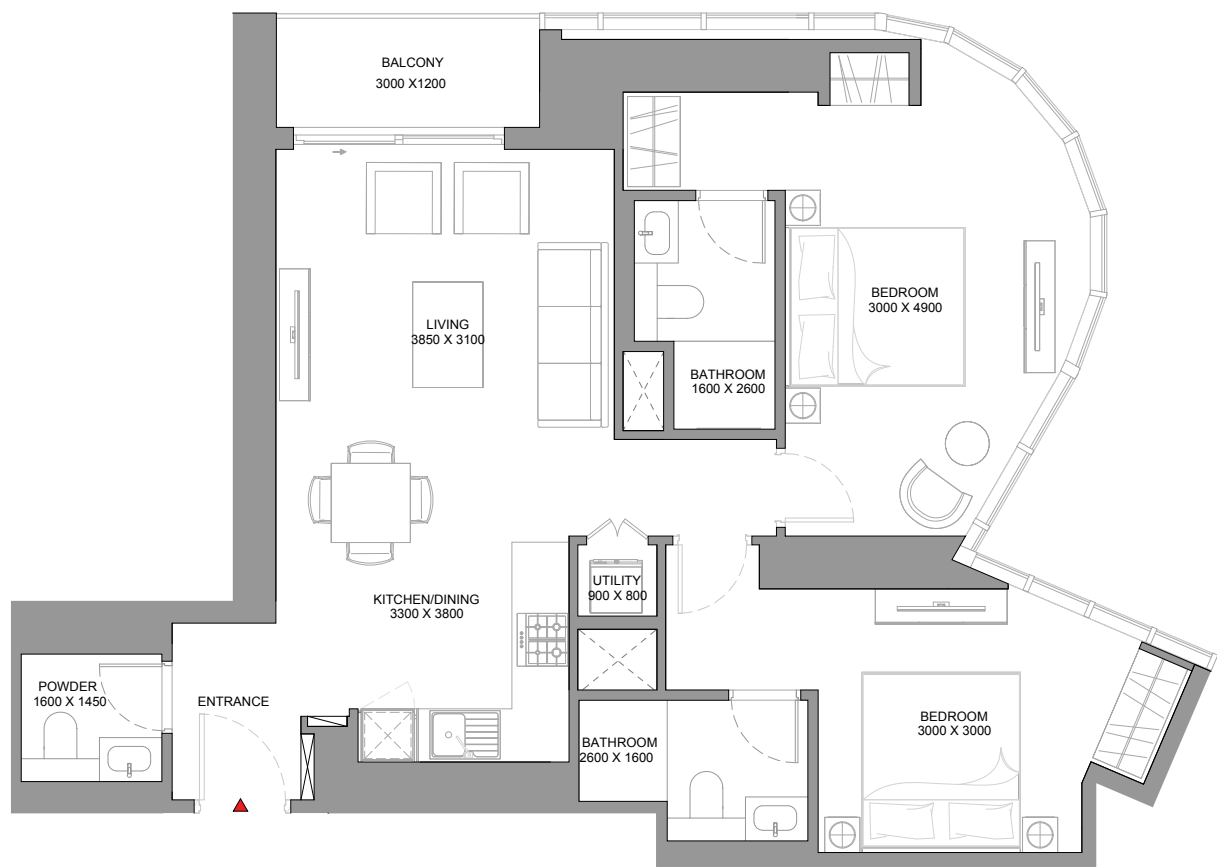 BALCONY
3000 X1200
LIVING
3850 X 3100
BEDROOM
3000 X 4900
BATHROOM
1600 X 2600
UTILITY
900 X 800
KITCHEN/DINING
3300 X 3800
POWDER
1600 X 1450
ENTRANCE
BATHROOM
2600 X 1600
BEDROOM
3000 X 3000